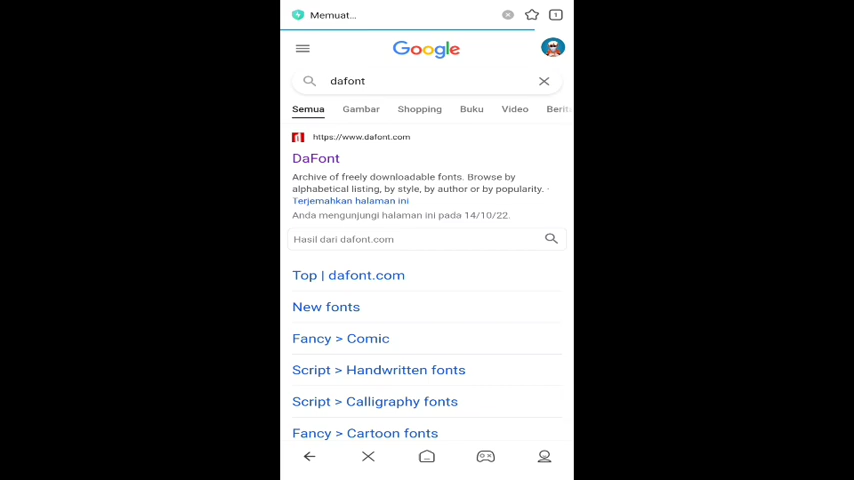 Memuat...
1
Google
dafont
Semua Gambar Shopping Buku Video
https://www.dafont.com
DaFont
Archive of freely downloadable fonts. Browse by
alphabetical listing, by style, by author or by popularity. ·
Terjemahkan halaman ini
Anda mengunjungi halaman ini pada 14/10/22.
Hasil dari dafont.com
Top | dafont.com
New fonts
Fancy > Comic
Script > Handwritten fonts
Script > Calligraphy fonts
Fancy > Cartoon fonts